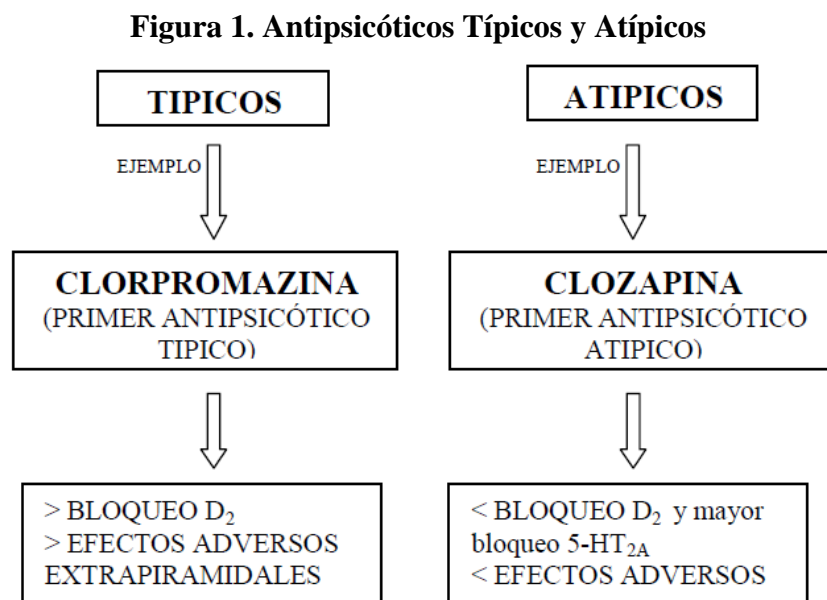 Figura 1. Antipsicóticos Típicos y Atípicos
TIPICOS
EJEMPLO
CLORPROMAZINA
(PRIMER ANTIPSICÓTICO
TIPICO)
> BLOQUEO D₂
> EFECTOS ADVERSOS
EXTRAPIRAMIDALES
ATIPICOS
EJEMPLO
CLOZAPINA
(PRIMER ANTIPSICÓTICO
ATIPICO)
< BLOQUEO D₂ y mayor
bloqueo 5-HT₂A
< EFECTOS ADVERSOS